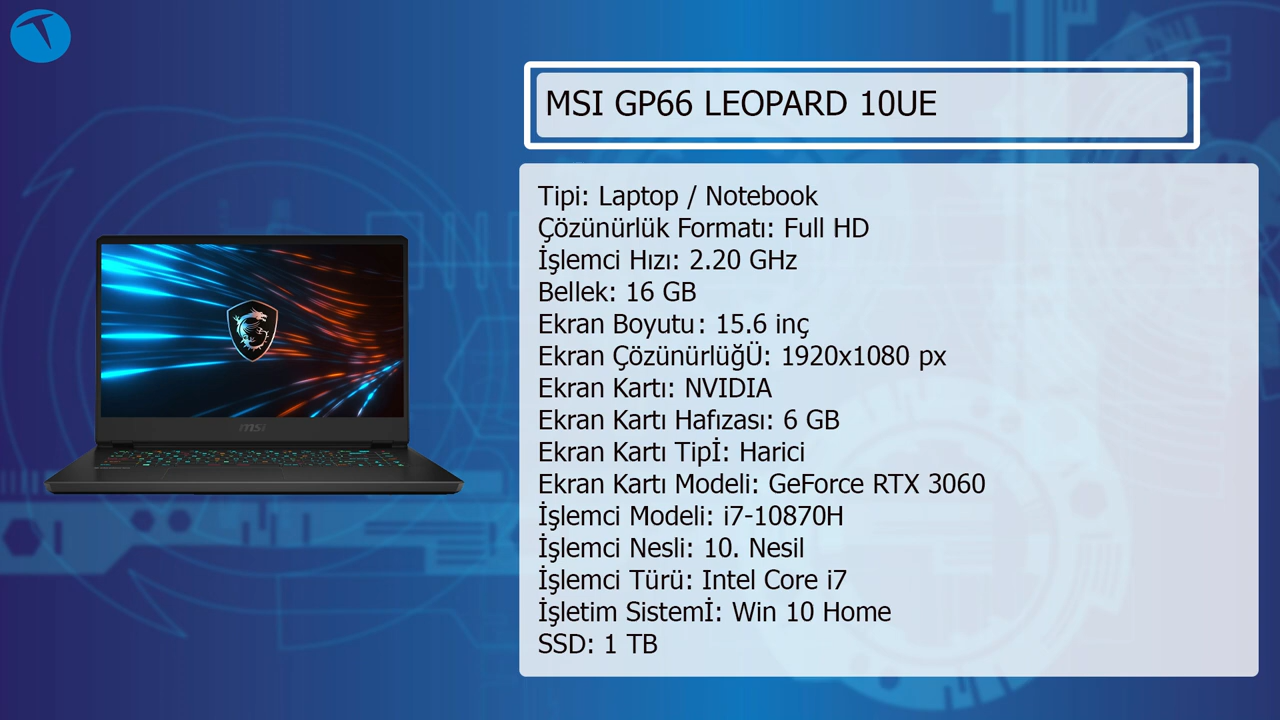 MSI GP66 LEOPARD 10UE
Tipi: Laptop / Notebook
Çözünürlük Formatı: Full HD
İşlemci Hızı: 2.20 GHz
Bellek: 16 GB
Ekran Boyutu: 15.6 inç
Ekran ÇözünürlüğÜ: 1920x1080 px
Ekran Kartı: NVIDIA
Ekran Kartı Hafızası: 6 GB
Ekran Kartı Tipİ: Harici
Ekran Kartı Modeli: GeForce RTX 3060
İşlemci Modeli: i7-10870H
İşlemci Nesli: 10. Nesil
İşlemci Türü: Intel Core i7
İşletim Sistemİ: Win 10 Home
SSD: 1 TB
msi